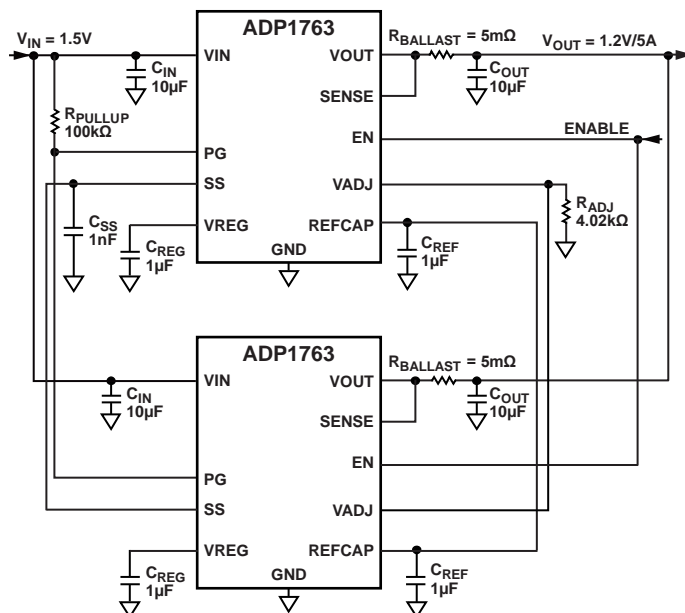 ADP1763
V_IN = 1.5V
VIN
C_IN
10µF
R_PULLUP
100kΩ
PG
SS
C_SS
1nF
VREG
C_REG
1µF
GND
VOUT
SENSE
EN
VADJ
REFCAP
R_BALLAST = 5mΩ
C_OUT
10µF
V_OUT = 1.2V/5A
ENABLE
R_ADJ
4.02kΩ
C_REF
1µF
ADP1763
VIN
C_IN
10µF
PG
SS
VREG
C_REG
1µF
GND
VOUT
SENSE
EN
VADJ
REFCAP
R_BALLAST = 5mΩ
C_OUT
10µF
C_REF
1µF